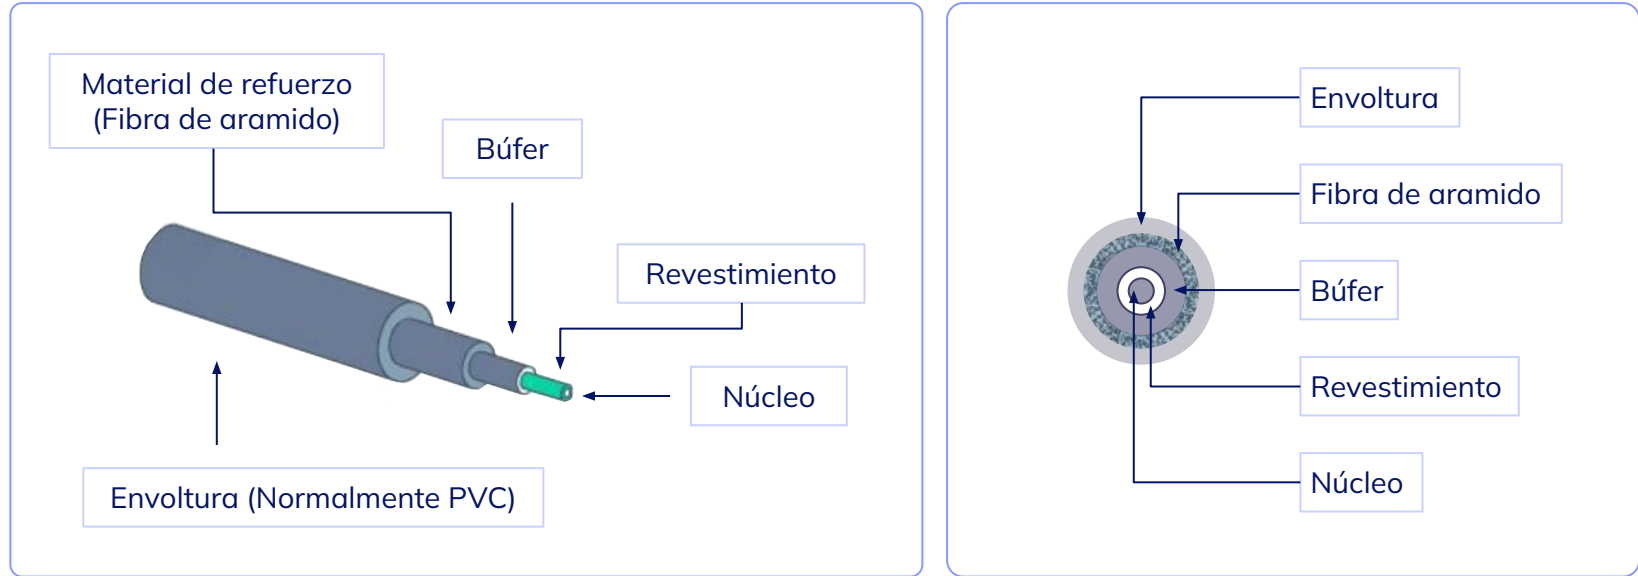 Material de refuerzo
(Fibra de aramido)
Búfer
Revestimiento
Núcleo
Envoltura (Normalmente PVC)
Envoltura
Fibra de aramido
Búfer
Revestimiento
Núcleo